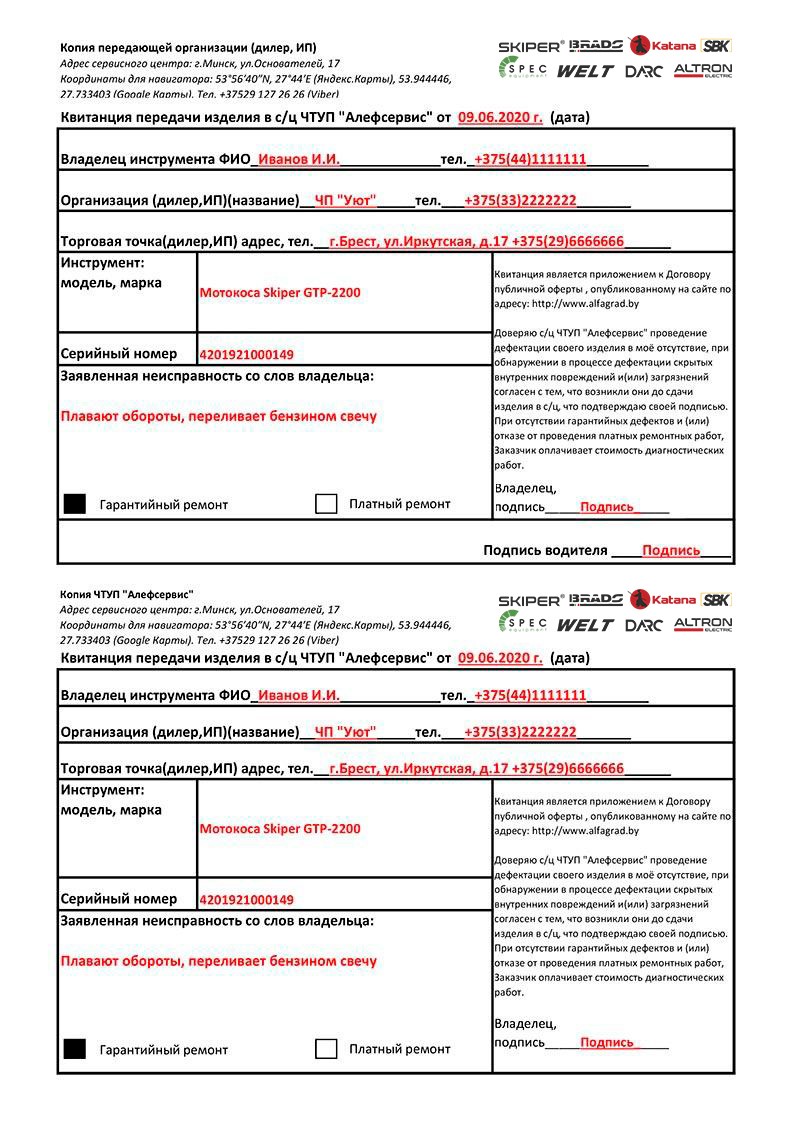 Копия передающей организации (дилер, ИП)
Адрес сервисного центра: г.Минск, ул.Основателей, 17
Координаты для навигатора: 53°56’40”N, 27°44’E (Яндекс.Карты), 53.944446,
27.733403 (Google Карты). Тел. +37529 127 26 26 (Viber)
SKIPER® BRADO Katana SBK
SPEC equipment WELT DARC ALTRON ELECTRIC
Квитанция передачи изделия в с/ц ЧТУП "Алефсервис" от 09.06.2020 г. (дата)
Владелец инструмента ФИО_Иванов И.И.______________тел._+375(44)1111111________
Организация (дилер,ИП)(название)__ЧП "Уют"_____тел.___+375(33)2222222_______
Торговая точка(дилер,ИП) адрес, тел.__г.Брест, ул.Иркутская, д.17 +375(29)6666666______
Инструмент:
модель, марка
Мотокоса Skiper GTP-2200
Серийный номер
4201921000149
Заявленная неисправность со слов владельца:
Плавают обороты, переливает бензином свечу
Гарантийный ремонт
Платный ремонт
Квитанция является приложением к Договору
публичной оферты , опубликованному на сайте по
адресу: http://www.alfagrad.by
Доверяю с/ц ЧТУП "Алефсервис" проведение
дефектации своего изделия в моё отсутствие, при
обнаружении в процессе дефектации скрытых
внутренних повреждений и(или) загрязнений
согласен с тем, что возникли они до сдачи
изделия в с/ц, что подтверждаю своей подписью.
При отсутствии гарантийных дефектов и (или)
отказе от проведения платных ремонтных работ,
Заказчик оплачивает стоимость диагностических
работ.
Владелец,
подпись_____Подпись_____
Подпись водителя ____Подпись____
Копия ЧТУП "Алефсервис"
Адрес сервисного центра: г.Минск, ул.Основателей, 17
Координаты для навигатора: 53°56’40”N, 27°44’E (Яндекс.Карты), 53.944446,
27.733403 (Google Карты). Тел. +37529 127 26 26 (Viber)
SKIPER® BRADO Katana SBK
SPEC equipment WELT DARC ALTRON ELECTRIC
Квитанция передачи изделия в с/ц ЧТУП "Алефсервис" от 09.06.2020 г. (дата)
Владелец инструмента ФИО_Иванов И.И.______________тел._+375(44)1111111________
Организация (дилер,ИП)(название)__ЧП "Уют"_____тел.___+375(33)2222222_______
Торговая точка(дилер,ИП) адрес, тел.__г.Брест, ул.Иркутская, д.17 +375(29)6666666______
Инструмент:
модель, марка
Мотокоса Skiper GTP-2200
Серийный номер
4201921000149
Заявленная неисправность со слов владельца:
Плавают обороты, переливает бензином свечу
Гарантийный ремонт
Платный ремонт
Квитанция является приложением к Договору
публичной оферты , опубликованному на сайте по
адресу: http://www.alfagrad.by
Доверяю с/ц ЧТУП "Алефсервис" проведение
дефектации своего изделия в моё отсутствие, при
обнаружении в процессе дефектации скрытых
внутренних повреждений и(или) загрязнений
согласен с тем, что возникли они до сдачи
изделия в с/ц, что подтверждаю своей подписью.
При отсутствии гарантийных дефектов и (или)
отказе от проведения платных ремонтных работ,
Заказчик оплачивает стоимость диагностических
работ.
Владелец,
подпись_____Подпись_____